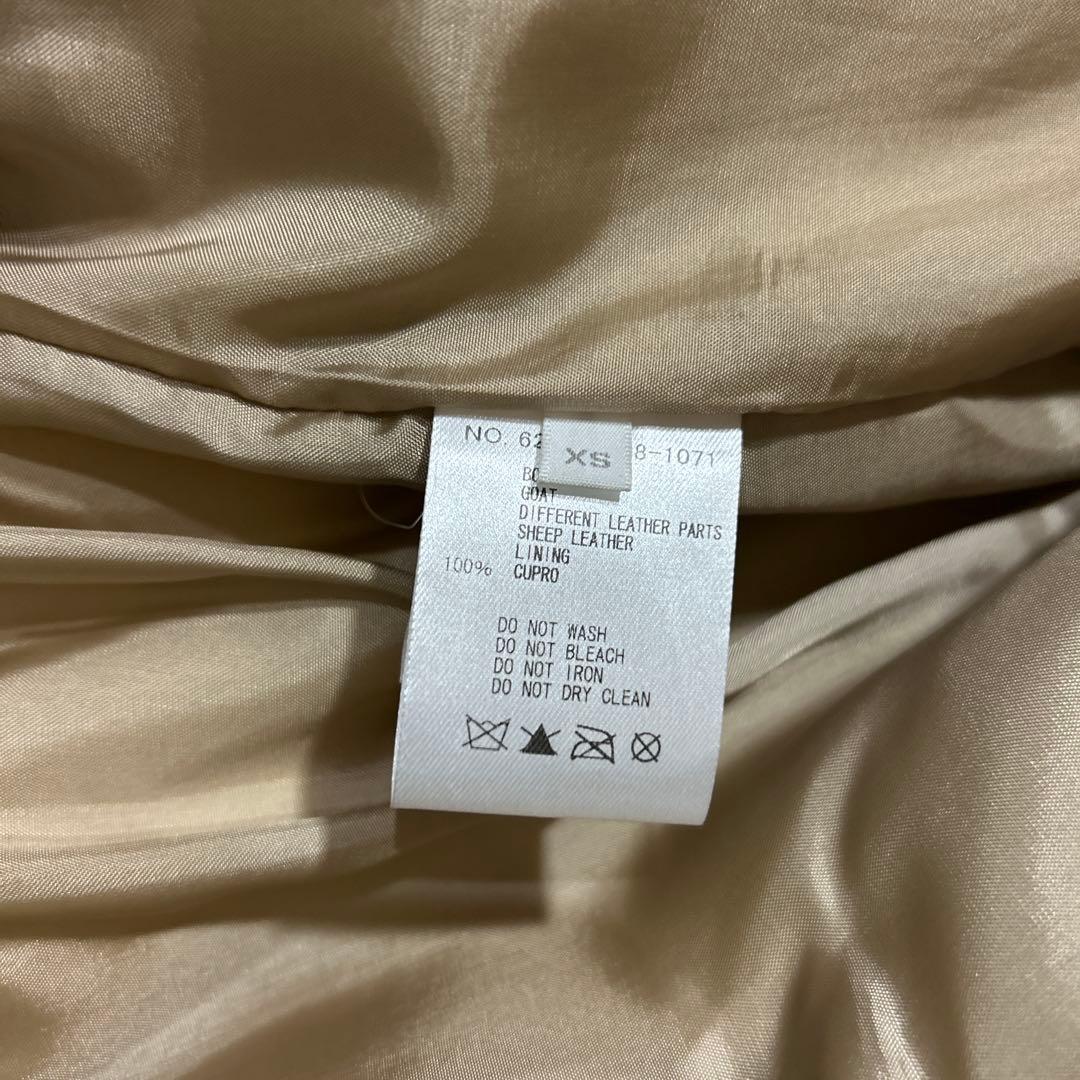 NO. 62 8-1071
XS
GOAT
DIFFERENT LEATHER PARTS
SHEEP LEATHER
LINING
100% CUPRO
DO NOT WASH
DO NOT BLEACH
DO NOT IRON
DO NOT DRY CLEAN